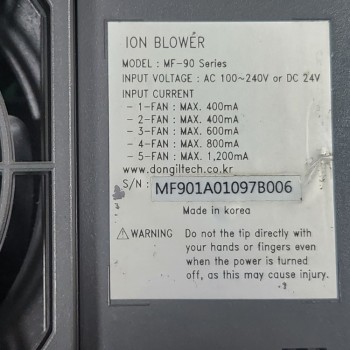 ION BLOWER
MODEL : MF-90 Series
INPUT VOLTAGE : AC 100~240V or DC 24V
INPUT CURRENT
- 1-FAN : MAX. 400mA
- 2-FAN : MAX. 400mA
- 3-FAN : MAX. 600mA
- 4-FAN : MAX. 800mA
- 5-FAN : MAX. 1,200mA
www.dongiltech.co.kr
S/N : MF901A01097B006
Made in korea
⚠ WARNING Do not the tip directly with
your hands or fingers even
when the power is turned
off, as this may cause injury.